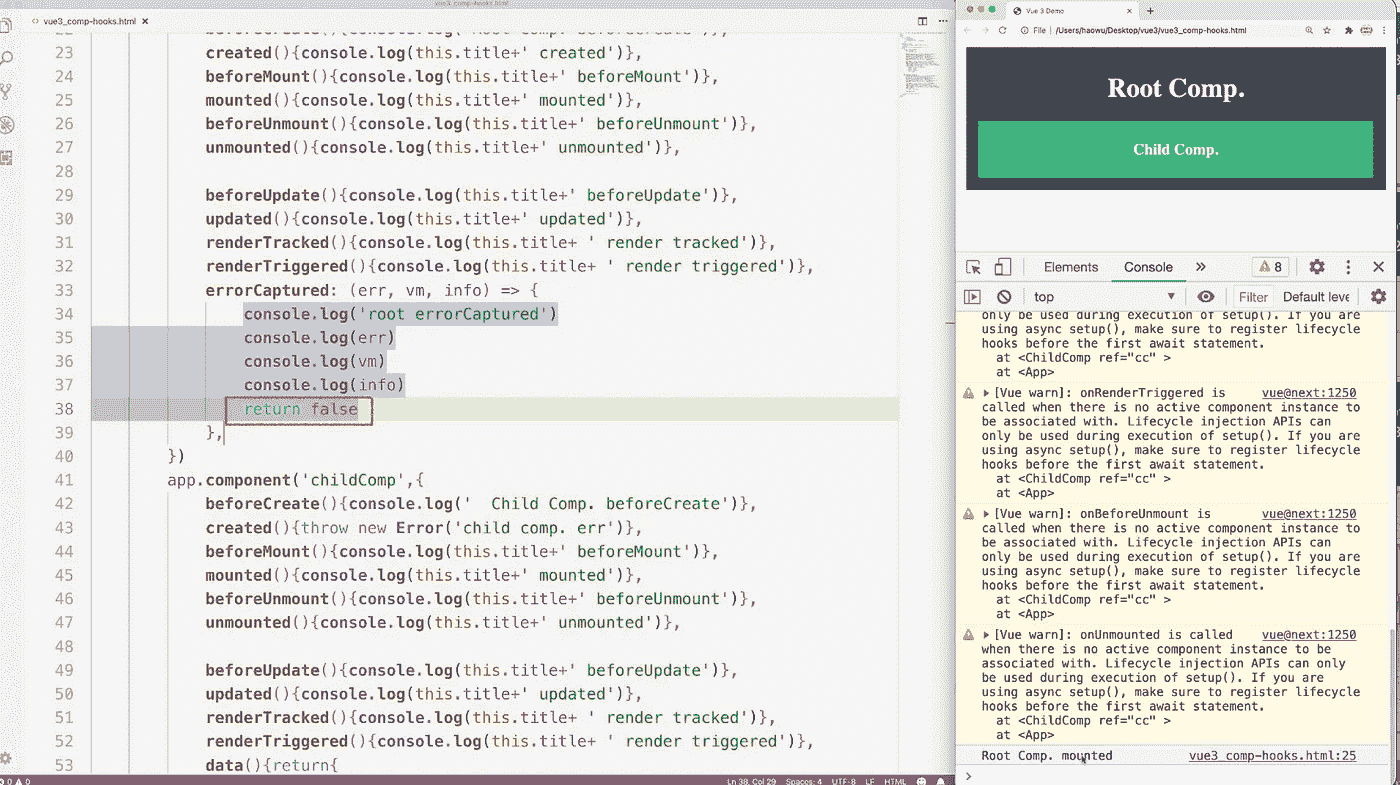 vue3_comp-hooks.html
vue3_comp-hooks.html
23 created(){console.log(this.title+' created')},
24 beforeMount(){console.log(this.title+' beforeMount')},
25 mounted(){console.log(this.title+' mounted')},
26 beforeUnmount(){console.log(this.title+' beforeUnmount')},
27 unmounted(){console.log(this.title+' unmounted')},
28
29 beforeUpdate(){console.log(this.title+' beforeUpdate')},
30 updated(){console.log(this.title+' updated')},
31 renderTracked(){console.log(this.title+ ' render tracked')},
32 renderTriggered(){console.log(this.title+ ' render triggered')},
33 errorCaptured: (err, vm, info) => {
34 console.log('root errorCaptured')
35 console.log(err)
36 console.log(vm)
37 console.log(info)
38 return false
39 },
40 })
41 app.component('childComp',{
42 beforeCreate(){console.log('  Child Comp. beforeCreate')},
43 created(){throw new Error('child comp. err')},
44 beforeMount(){console.log(this.title+' beforeMount')},
45 mounted(){console.log(this.title+' mounted')},
46 beforeUnmount(){console.log(this.title+' beforeUnmount')},
47 unmounted(){console.log(this.title+' unmounted')},
48
49 beforeUpdate(){console.log(this.title+' beforeUpdate')},
50 updated(){console.log(this.title+' updated')},
51 renderTracked(){console.log(this.title+ ' render tracked')},
52 renderTriggered(){console.log(this.title+ ' render triggered')},
53 data(){return{
0 0 Ln 38, Col 29 Spaces: 4 UTF-8 LF HTML
Vue 3 Demo
File /Users/haowu/Desktop/vue3/vue3_comp-hooks.html
Root Comp.
Child Comp.
Elements Console 8
top Filter Default leve
only be used during execution of setup(). If you are
using async setup(), make sure to register lifecycle
hooks before the first await statement.
at <ChildComp ref="cc" >
at <App>
[Vue warn]: onRenderTriggered is vue@next:1250
called when there is no active component instance to
be associated with. Lifecycle injection APIs can
only be used during execution of setup(). If you are
using async setup(), make sure to register lifecycle
hooks before the first await statement.
at <ChildComp ref="cc" >
at <App>
[Vue warn]: onBeforeUnmount is vue@next:1250
called when there is no active component instance to
be associated with. Lifecycle injection APIs can
only be used during execution of setup(). If you are
using async setup(), make sure to register lifecycle
hooks before the first await statement.
at <ChildComp ref="cc" >
at <App>
[Vue warn]: onUnmounted is called vue@next:1250
when there is no active component instance to be
associated with. Lifecycle injection APIs can only
be used during execution of setup(). If you are
using async setup(), make sure to register lifecycle
hooks before the first await statement.
at <ChildComp ref="cc" >
at <App>
Root Comp. mounted vue3_comp-hooks.html:25